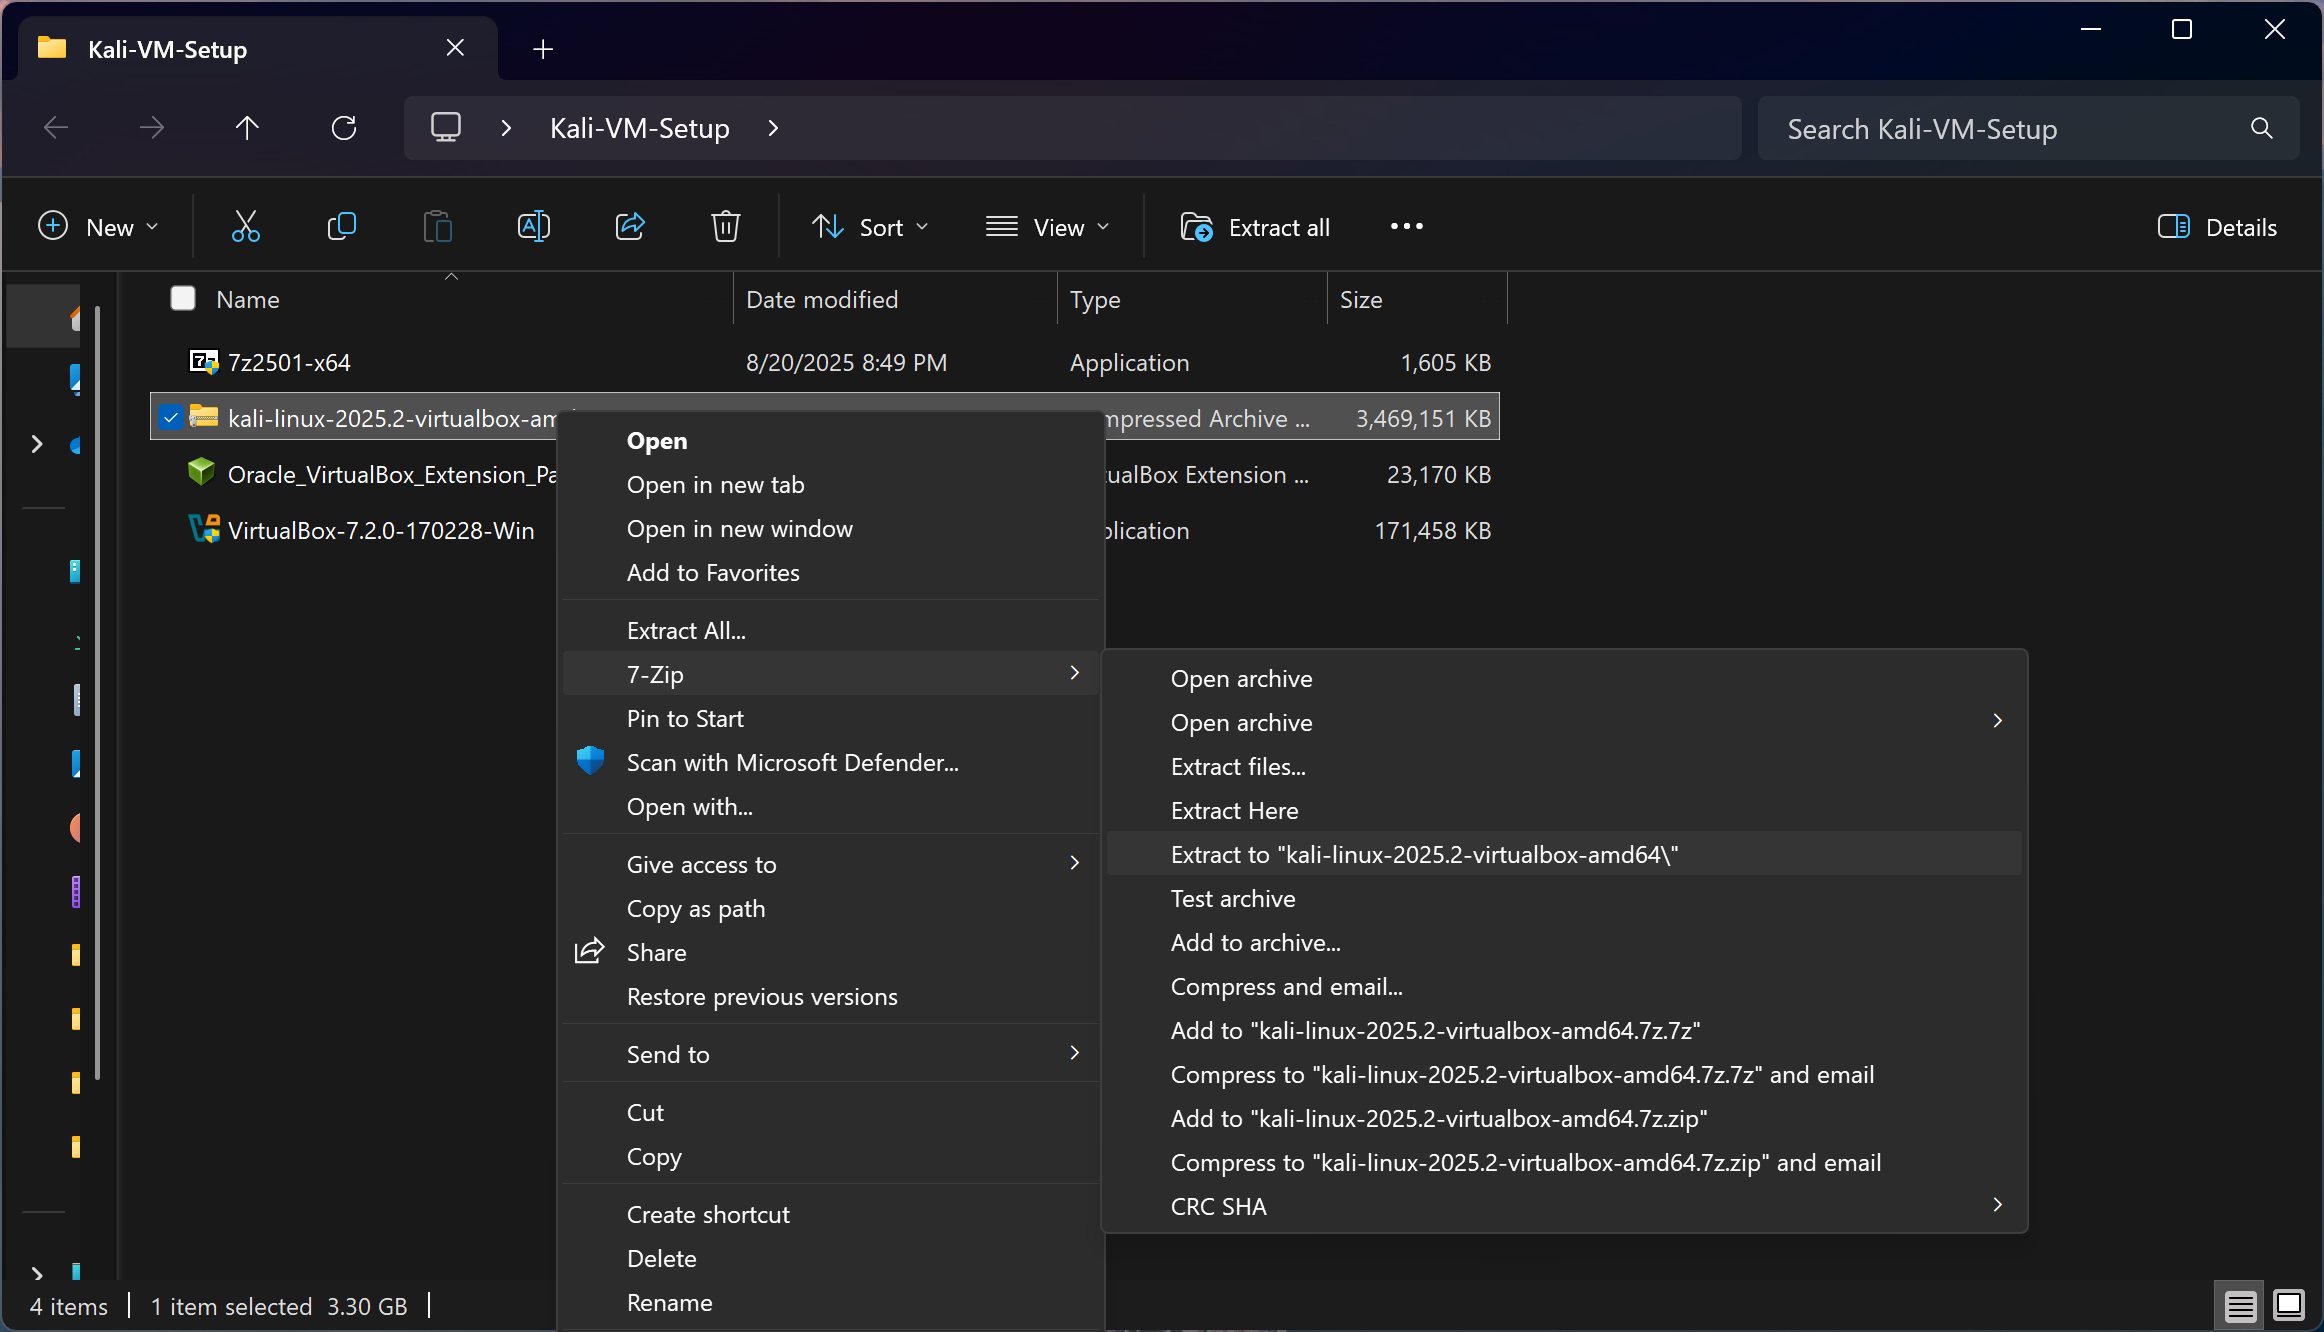 Kali-VM-Setup
Kali-VM-Setup
Search Kali-VM-Setup
New
Sort
View
Extract all
Details
Name Date modified Type Size
7z2501-x64 8/20/2025 8:49 PM Application 1,605 KB
kali-linux-2025.2-virtualbox-am mpressed Archive ... 3,469,151 KB
Oracle_VirtualBox_Extension_Pa ualBox Extension ... 23,170 KB
VirtualBox-7.2.0-170228-Win plication 171,458 KB
Open
Open in new tab
Open in new window
Add to Favorites
Extract All...
7-Zip
Pin to Start
Scan with Microsoft Defender...
Open with...
Give access to
Copy as path
Share
Restore previous versions
Send to
Cut
Copy
Create shortcut
Delete
Rename
Open archive
Open archive
Extract files...
Extract Here
Extract to "kali-linux-2025.2-virtualbox-amd64\"
Test archive
Add to archive...
Compress and email...
Add to "kali-linux-2025.2-virtualbox-amd64.7z.7z"
Compress to "kali-linux-2025.2-virtualbox-amd64.7z.7z" and email
Add to "kali-linux-2025.2-virtualbox-amd64.7z.zip"
Compress to "kali-linux-2025.2-virtualbox-amd64.7z.zip" and email
CRC SHA
4 items 1 item selected 3.30 GB